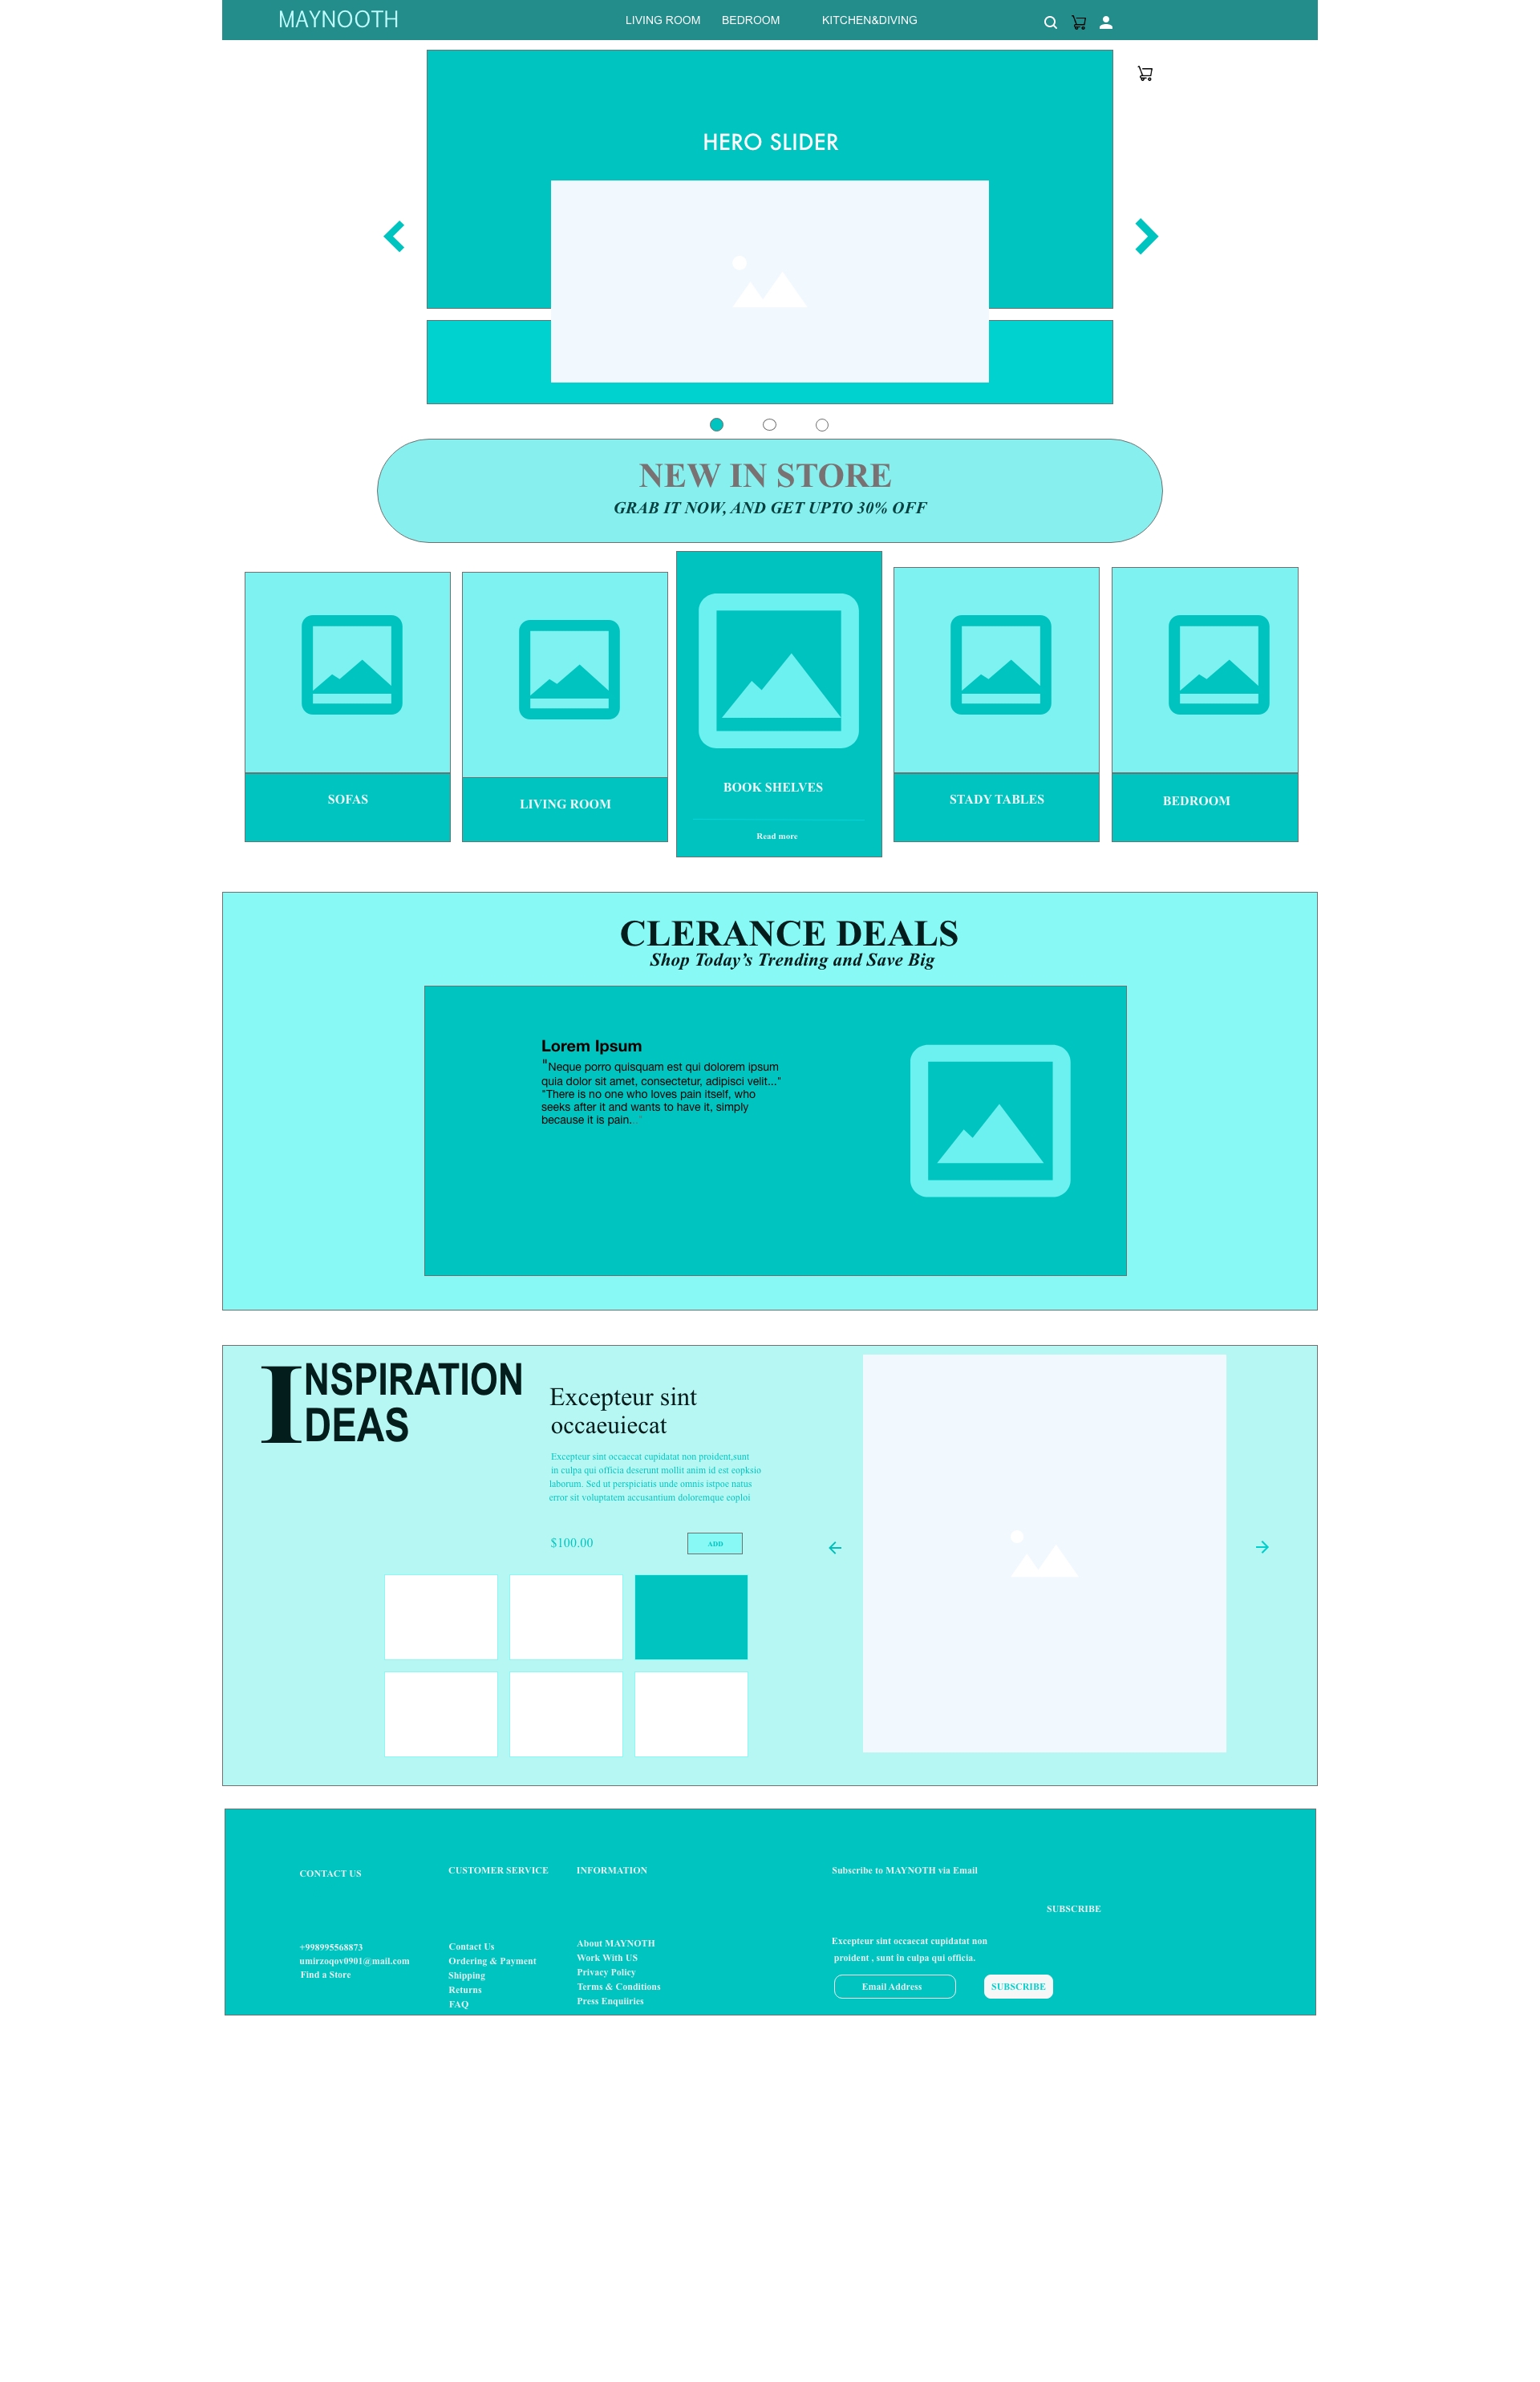 MAYNOOTH
LIVING ROOM
BEDROOM
KITCHEN&DIVING
HERO SLIDER
NEW IN STORE
GRAB IT NOW, AND GET UPTO 30% OFF
SOFAS
LIVING ROOM
BOOK SHELVES
Read more
STADY TABLES
BEDROOM
CLERANCE DEALS
Shop Today’s Trending and Save Big
Lorem Ipsum
"Neque porro quisquam est qui dolorem ipsum
quia dolor sit amet, consectetur, adipisci velit..."
"There is no one who loves pain itself, who
seeks after it and wants to have it, simply
because it is pain..."
INSPIRATION
IDEAS
Excepteur sint
occaeuiecat
Excepteur sint occaecat cupidatat non proident,sunt
in culpa qui officia deserunt mollit anim id est eopksio
laborum. Sed ut perspiciatis unde omnis istpoe natus
error sit voluptatem accusantium doloremque eoploi
$100.00
ADD
CONTACT US
+998995568873
umirzoqov0901@mail.com
Find a Store
CUSTOMER SERVICE
Contact Us
Ordering & Payment
Shipping
Returns
FAQ
INFORMATION
About MAYNOTH
Work With US
Privacy Policy
Terms & Conditions
Press Enquiiries
Subscribe to MAYNOTH via Email
SUBSCRIBE
Excepteur sint occaecat cupidatat non
proident , sunt in culpa qui officia.
Email Address
SUBSCRIBE